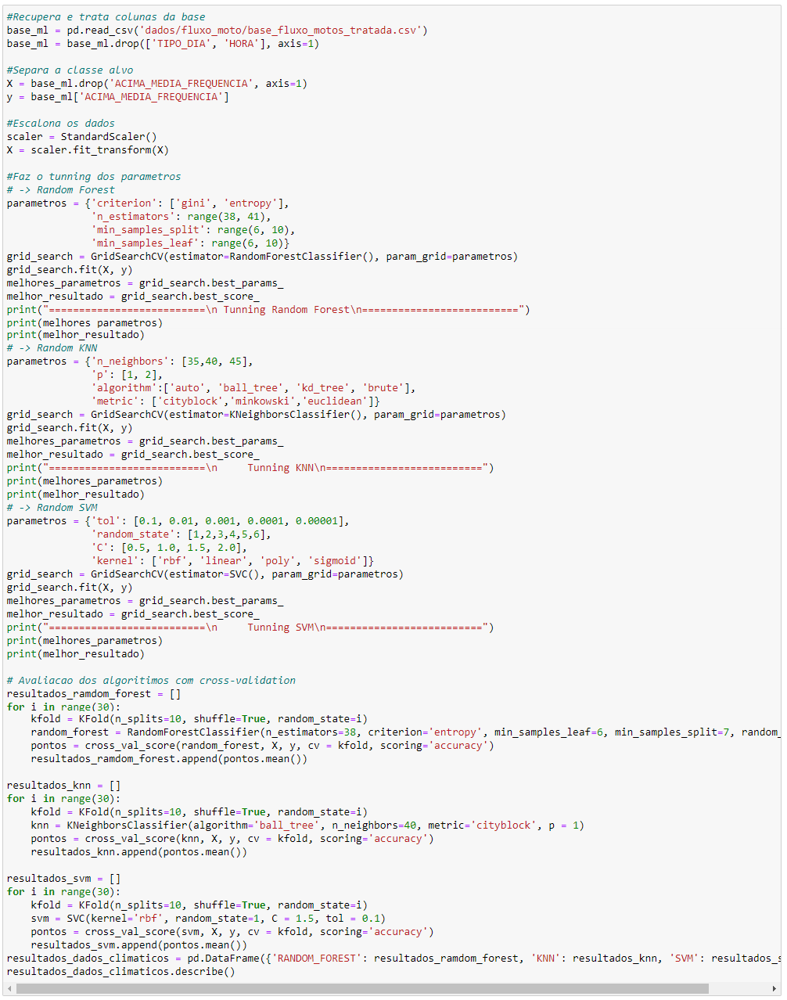 #Recupera e trata colunas da base
base_ml = pd.read_csv('dados/fluxo_moto/base_fluxo_motos_tratada.csv')
base_ml = base_ml.drop(['TIPO_DIA', 'HORA'], axis=1)
#Separa a classe alvo
X = base_ml.drop('ACIMA_MEDIA_FREQUENCIA', axis=1)
y = base_ml['ACIMA_MEDIA_FREQUENCIA']
#Escalona os dados
scaler = StandardScaler()
X = scaler.fit_transform(X)
#Faz o tunning dos parametros
# -> Random Forest
parametros = {'criterion': ['gini', 'entropy'],
'n_estimators': range(38, 41),
'min_samples_split': range(6, 10),
'min_samples_leaf': range(6, 10)}
grid_search = GridSearchCV(estimator=RandomForestClassifier(), param_grid=parametros)
grid_search.fit(X, y)
melhores_parametros = grid_search.best_params_
melhor_resultado = grid_search.best_score_
print("==========================\n Tunning Random Forest\n==========================")
print(melhores parametros)
print(melhor_resultado)
# -> Random KNN
parametros = {'n_neighbors': [35,40, 45],
'p': [1, 2],
'algorithm':['auto', 'ball_tree', 'kd_tree', 'brute'],
'metric': ['cityblock','minkowski','euclidean']}
grid_search = GridSearchCV(estimator=KNeighborsClassifier(), param_grid=parametros)
grid_search.fit(X, y)
melhores_parametros = grid_search.best_params_
melhor_resultado = grid_search.best_score_
print("==========================\n     Tunning KNN\n==========================")
print(melhores_parametros)
print(melhor_resultado)
# -> Random SVM
parametros = {'tol': [0.1, 0.01, 0.001, 0.0001, 0.00001],
'random_state': [1,2,3,4,5,6],
'C': [0.5, 1.0, 1.5, 2.0],
'kernel': ['rbf', 'linear', 'poly', 'sigmoid']}
grid_search = GridSearchCV(estimator=SVC(), param_grid=parametros)
grid_search.fit(X, y)
melhores_parametros = grid_search.best_params_
melhor_resultado = grid_search.best_score_
print("==========================\n     Tunning SVM\n==========================")
print(melhores_parametros)
print(melhor_resultado)
# Avaliacao dos algoritimos com cross-validation
resultados_ramdom_forest = []
for i in range(30):
kfold = KFold(n_splits=10, shuffle=True, random_state=i)
random_forest = RandomForestClassifier(n_estimators=38, criterion='entropy', min_samples_leaf=6, min_samples_split=7, random_
pontos = cross_val_score(random_forest, X, y, cv = kfold, scoring='accuracy')
resultados_ramdom_forest.append(pontos.mean())
resultados_knn = []
for i in range(30):
kfold = KFold(n_splits=10, shuffle=True, random_state=i)
knn = KNeighborsClassifier(algorithm='ball_tree', n_neighbors=40, metric='cityblock', p = 1)
pontos = cross_val_score(knn, X, y, cv = kfold, scoring='accuracy')
resultados_knn.append(pontos.mean())
resultados_svm = []
for i in range(30):
kfold = KFold(n_splits=10, shuffle=True, random_state=i)
svm = SVC(kernel='rbf', random_state=1, C = 1.5, tol = 0.1)
pontos = cross_val_score(svm, X, y, cv = kfold, scoring='accuracy')
resultados_svm.append(pontos.mean())
resultados_dados_climaticos = pd.DataFrame({'RANDOM_FOREST': resultados_ramdom_forest, 'KNN': resultados_knn, 'SVM': resultados_s
resultados_dados_climaticos.describe()